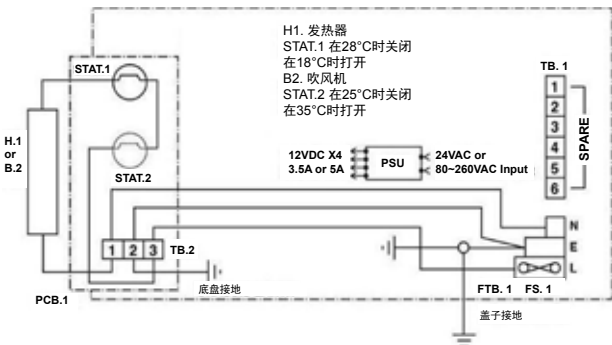 H1. 发热器
STAT.1 在28°C时关闭
在18°C时打开
B2. 吹风机
STAT.2 在25°C时关闭
在35°C时打开
STAT.1
TB. 1
1
2
3
4
5
6
SPARE
H.1
or
B.2
STAT.2
12VDC X4
3.5A or 5A
PSU
24VAC or
80~260VAC Input
1 2 3
TB.2
N
E
L
底盘接地
PCB.1
FTB. 1 FS. 1
盖子接地